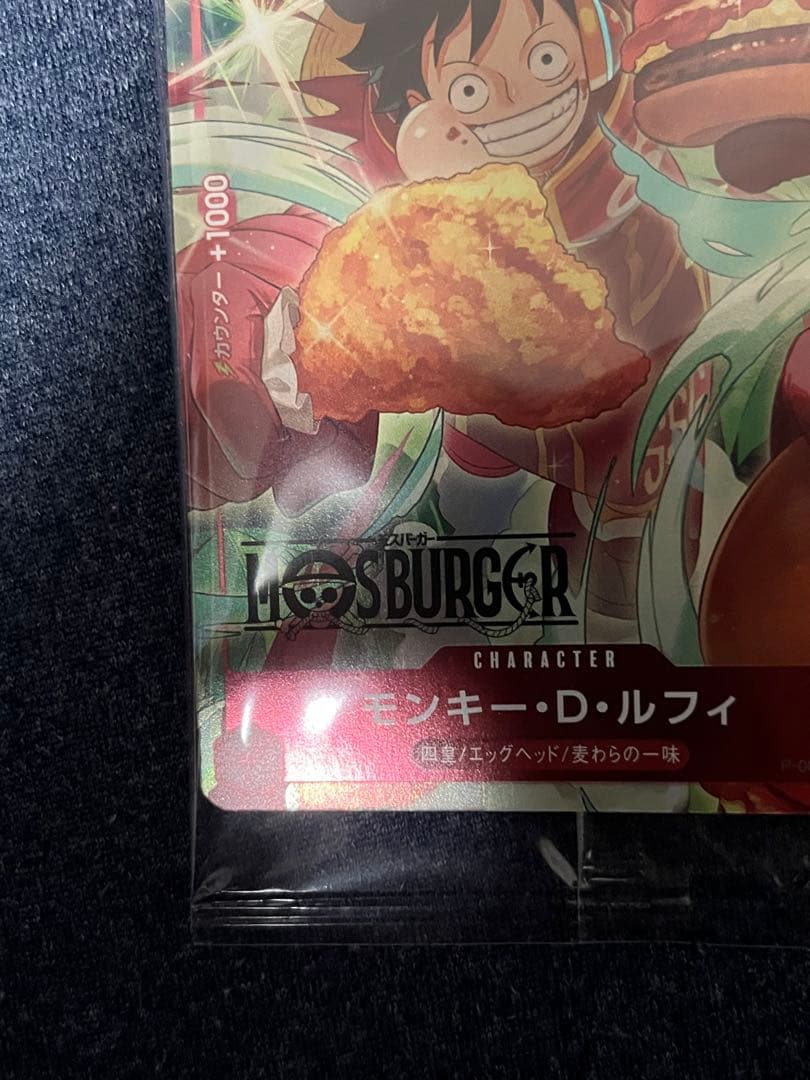 カウンター +1000
モスバーガー
MOSBURGER
CHARACTER
モンキー・D・ルフィ
四皇/エッグヘッド/麦わらの一味